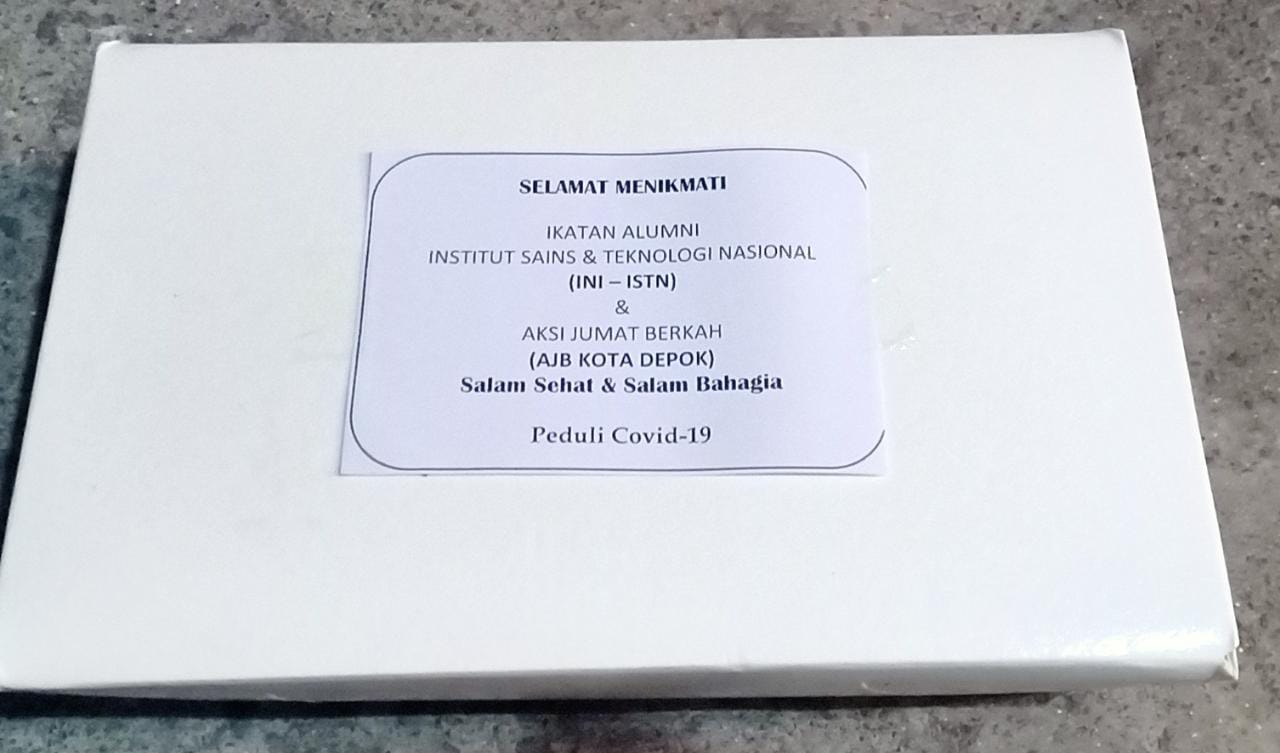 SELAMAT MENIKMATI
IKATAN ALUMNI
INSTITUT SAINS & TEKNOLOGI NASIONAL
(INI – ISTN)
&
AKSI JUMAT BERKAH
(AJB KOTA DEPOK)
Salam Sehat & Salam Bahagia
Peduli Covid-19